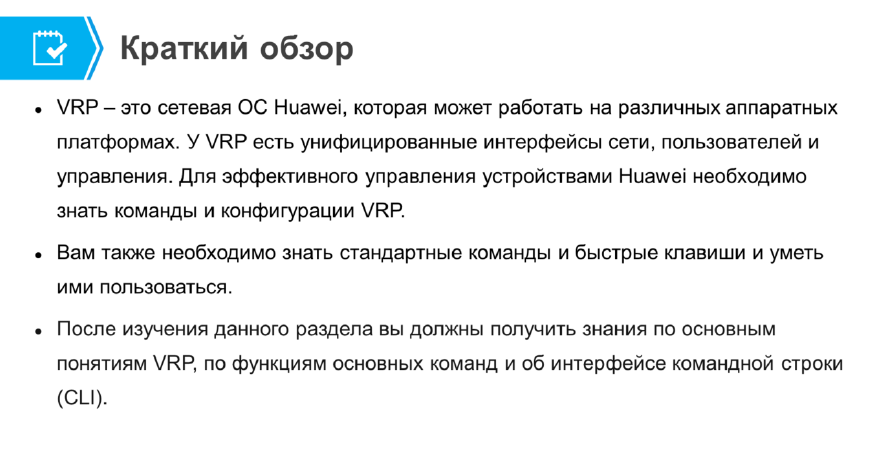 Краткий обзор
• VRP – это сетевая ОС Huawei, которая может работать на различных аппаратных
платформах. У VRP есть унифицированные интерфейсы сети, пользователей и
управления. Для эффективного управления устройствами Huawei необходимо
знать команды и конфигурации VRP.
• Вам также необходимо знать стандартные команды и быстрые клавиши и уметь
ими пользоваться.
• После изучения данного раздела вы должны получить знания по основным
понятиям VRP, по функциям основных команд и об интерфейсе командной строки
(CLI).